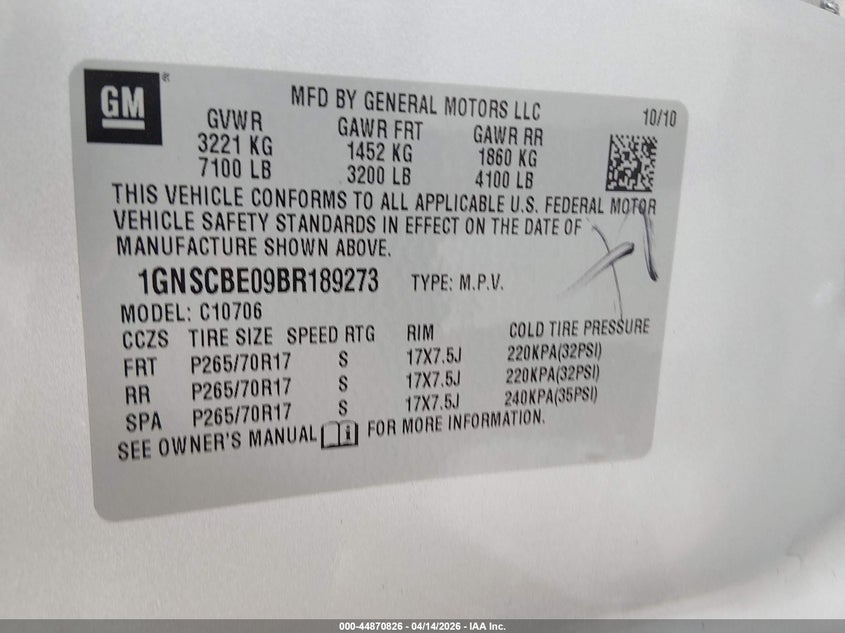 GM ®
MFD BY GENERAL MOTORS LLC 10/10
GVWR GAWR FRT GAWR RR
3221 KG 1452 KG 1860 KG
7100 LB 3200 LB 4100 LB
THIS VEHICLE CONFORMS TO ALL APPLICABLE U.S. FEDERAL MOTOR
VEHICLE SAFETY STANDARDS IN EFFECT ON THE DATE OF
MANUFACTURE SHOWN ABOVE.
1GNSCBE09BR189273 TYPE: M.P.V.
MODEL: C10706
CCZS TIRE SIZE SPEED RTG RIM COLD TIRE PRESSURE
FRT P265/70R17 S 17X7.5J 220KPA(32PSI)
RR P265/70R17 S 17X7.5J 220KPA(32PSI)
SPA P265/70R17 S 17X7.5J 240KPA(35PSI)
SEE OWNER'S MANUAL i FOR MORE INFORMATION.
000-44870826 - 04/14/2026 - IAA Inc.